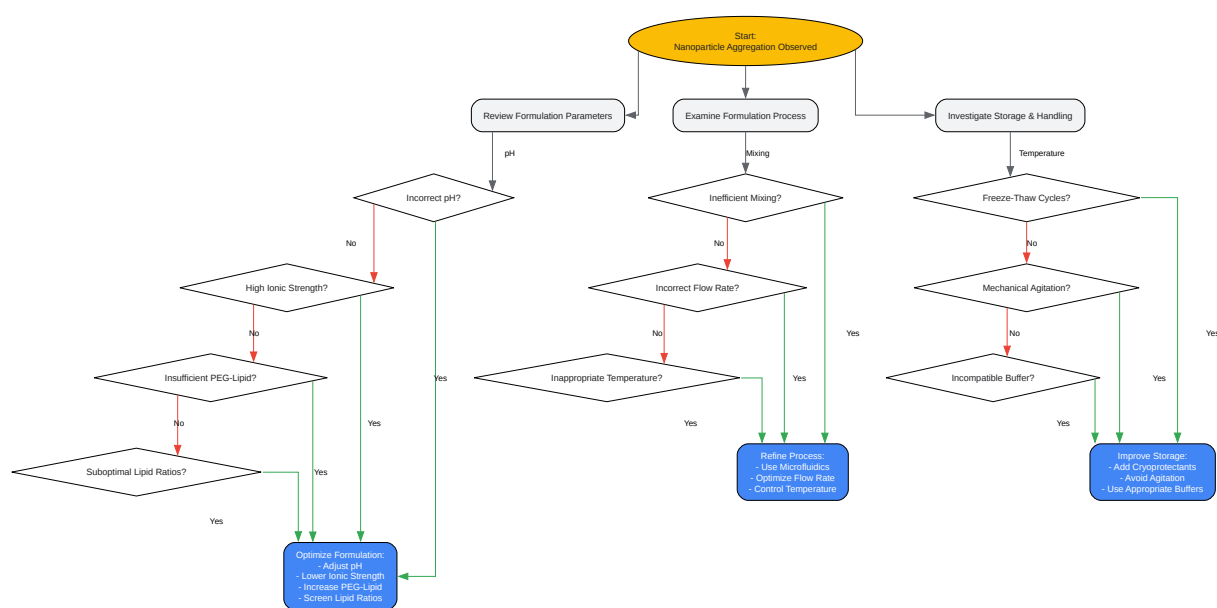 Start:
Nanoparticle Aggregation Observed
Review Formulation Parameters
Examine Formulation Process
Investigate Storage & Handling
pH
Mixing
Temperature
Incorrect pH?
Inefficient Mixing?
Freeze-Thaw Cycles?
No
No
No
High Ionic Strength?
Incorrect Flow Rate?
Mechanical Agitation?
No
No
Yes
No
Yes
Insufficient PEG-Lipid?
Yes
Inappropriate Temperature?
Yes
Incompatible Buffer?
Yes
No
Yes
Yes
Yes
Suboptimal Lipid Ratios?
Yes
Refine Process:
- Use Microfluidics
- Optimize Flow Rate
- Control Temperature
Improve Storage:
- Add Cryoprotectants
- Avoid Agitation
- Use Appropriate Buffers
Yes
Optimize Formulation:
- Adjust pH
- Lower Ionic Strength
- Increase PEG-Lipid
- Screen Lipid Ratios